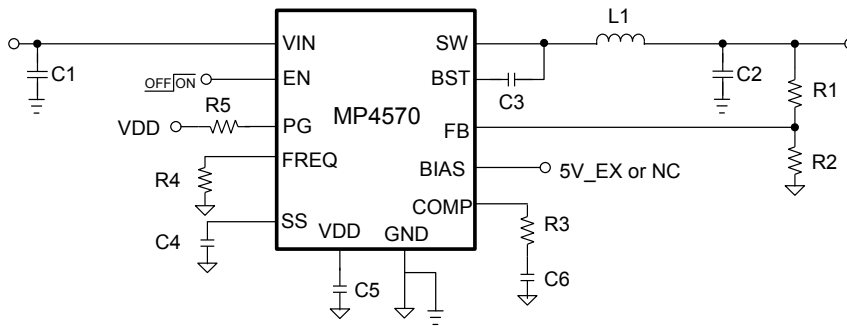 L1
VIN
SW
C1
OFF ON
EN
BST
C3
C2
R1
R5
MP4570
VDD
PG
FB
FREQ
R4
BIAS
5V_EX or NC
R2
COMP
SS
R3
C4
VDD
GND
C5
C6